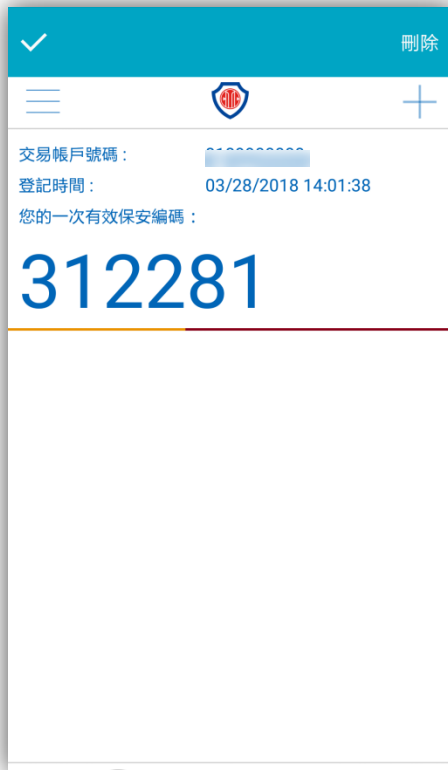 刪除
交易帳戶號碼 :
登記時間 : 03/28/2018 14:01:38
您的一次有效保安編碼 :
312281